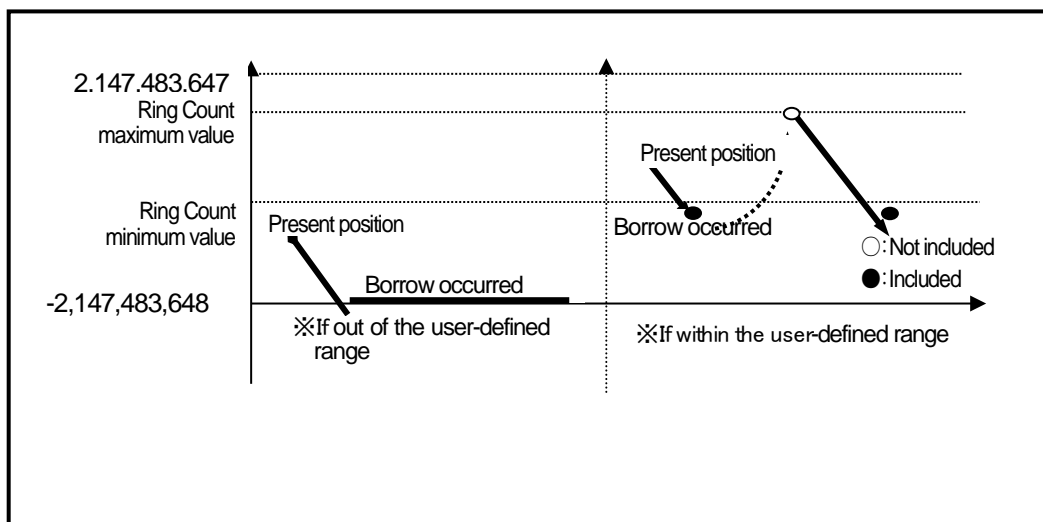 2.147.483.647
Ring Count
maximum value
Present position
Ring Count
minimum value
Present position
Borrow occurred
○: Not included
●: Included
Borrow occurred
-2,147,483,648
※If out of the user-defined
range
※If within the user-defined range